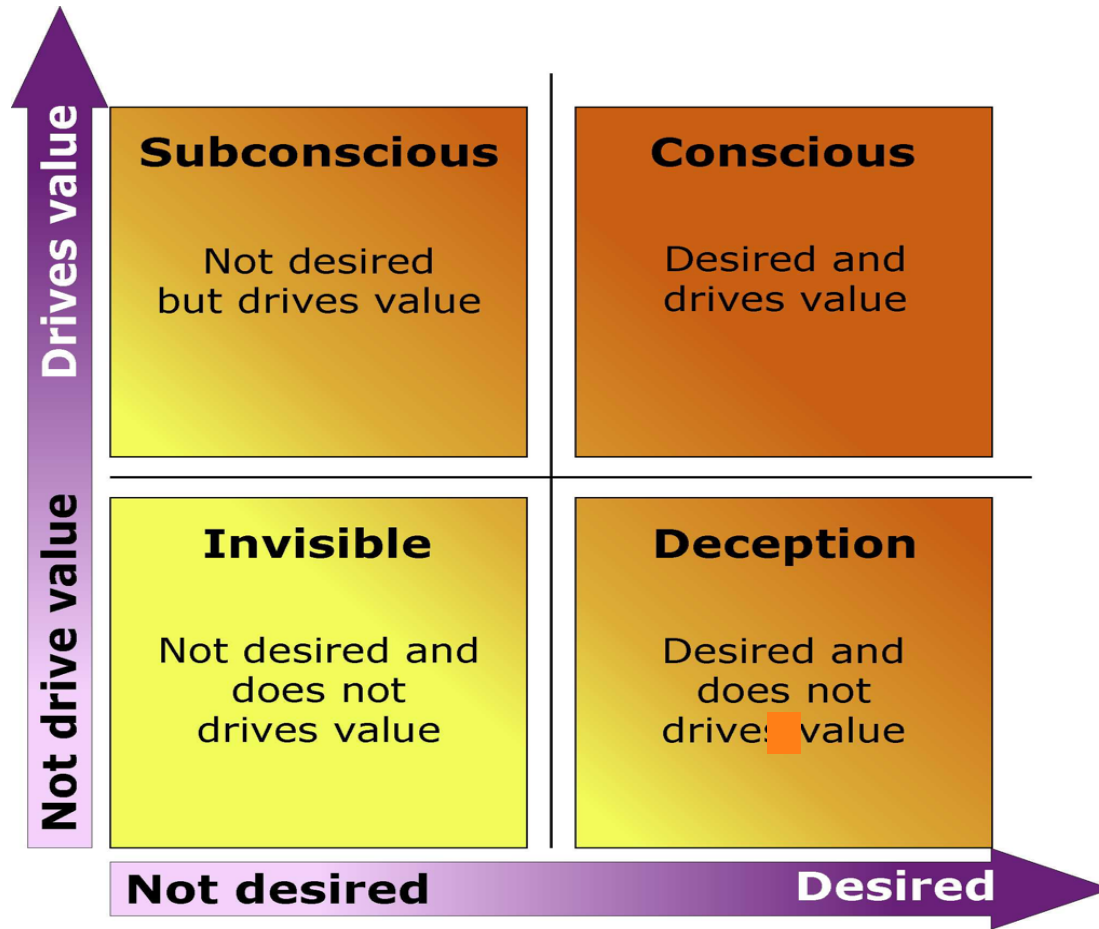 Drives value
Not drive value
Subconscious
Not desired
but drives value
Conscious
Desired and
drives value
Invisible
Not desired and
does not
drives value
Deception
Desired and
does not
drives value
Not desired
Desired